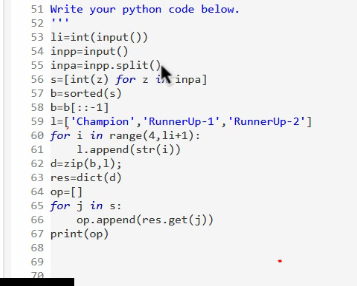 51 Write your python code below.
52 '''
53 li=int(input())
54 inpp=input()
55 inpa=inpp.split()
56 s=[int(z) for z in inpa]
57 b=sorted(s)
58 b=b[::-1]
59 l=['Champion','RunnerUp-1','RunnerUp-2']
60 for i in range(4,li+1):
61     l.append(str(i))
62 d=zip(b,l);
63 res=dict(d)
64 op=[]
65 for j in s:
66     op.append(res.get(j))
67 print(op)
68
69
70